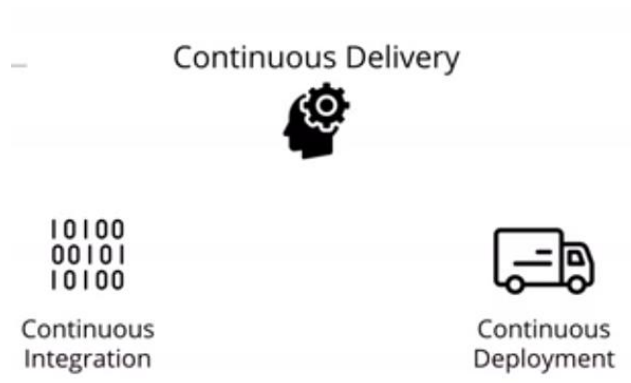 Continuous Delivery
10100
00101
10100
Continuous
Integration
Continuous
Deployment